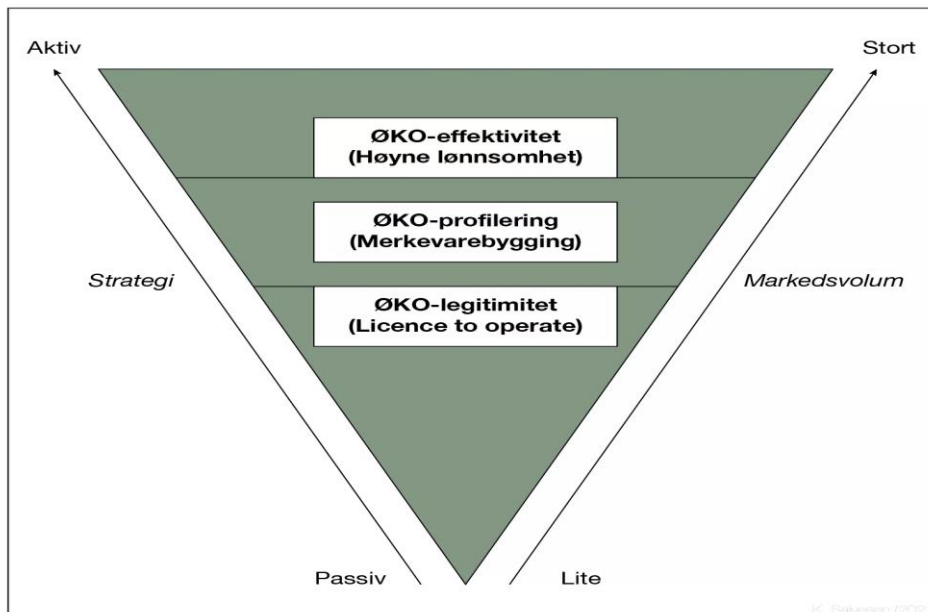 Aktiv
Stort
ØKO-effektivitet
(Høyne lønnsomhet)
ØKO-profilering
(Merkevarebygging)
Strategi
Markedsvolum
ØKO-legitimitet
(Licence to operate)
Passiv
Lite